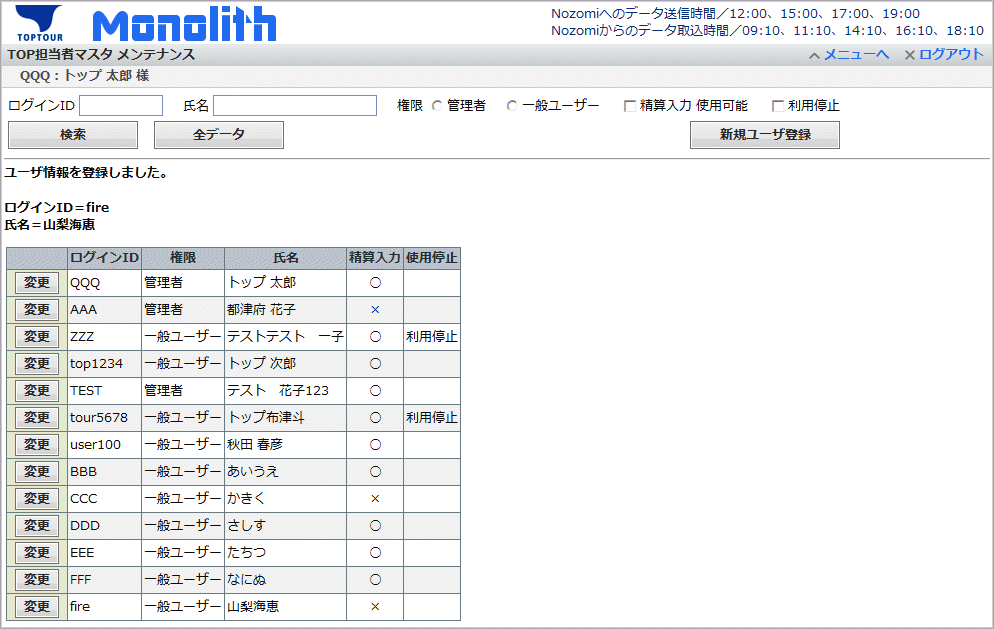 TOPTOUR
Monolith
Nozomiへのデータ送信時間／12:00、15:00、17:00、19:00
Nozomiからのデータ取込時間／09:10、11:10、14:10、16:10、18:10
TOP担当者マスタ メンテナンス
メニューへ ログアウト
QQQ：トップ 太郎 様
ログインID 氏名 権限 管理者 一般ユーザー 精算入力 使用可能 利用停止
検索 全データ 新規ユーザ登録
ユーザ情報を登録しました。
ログインID＝fire
氏名＝山梨海恵
ログインID 権限 氏名 精算入力 使用停止
変更 QQQ 管理者 トップ 太郎 ○
変更 AAA 管理者 都津府 花子 ×
変更 ZZZ 一般ユーザー テストテスト　一子 ○ 利用停止
変更 top1234 一般ユーザー トップ 次郎 ○
変更 TEST 管理者 テスト　花子123 ○
変更 tour5678 一般ユーザー トップ布津斗 ○ 利用停止
変更 user100 一般ユーザー 秋田 春彦 ○
変更 BBB 一般ユーザー あいうえ ○
変更 CCC 一般ユーザー かきく ×
変更 DDD 一般ユーザー さしす ○
変更 EEE 一般ユーザー たちつ ○
変更 FFF 一般ユーザー なにぬ ○
変更 fire 一般ユーザー 山梨海恵 ×